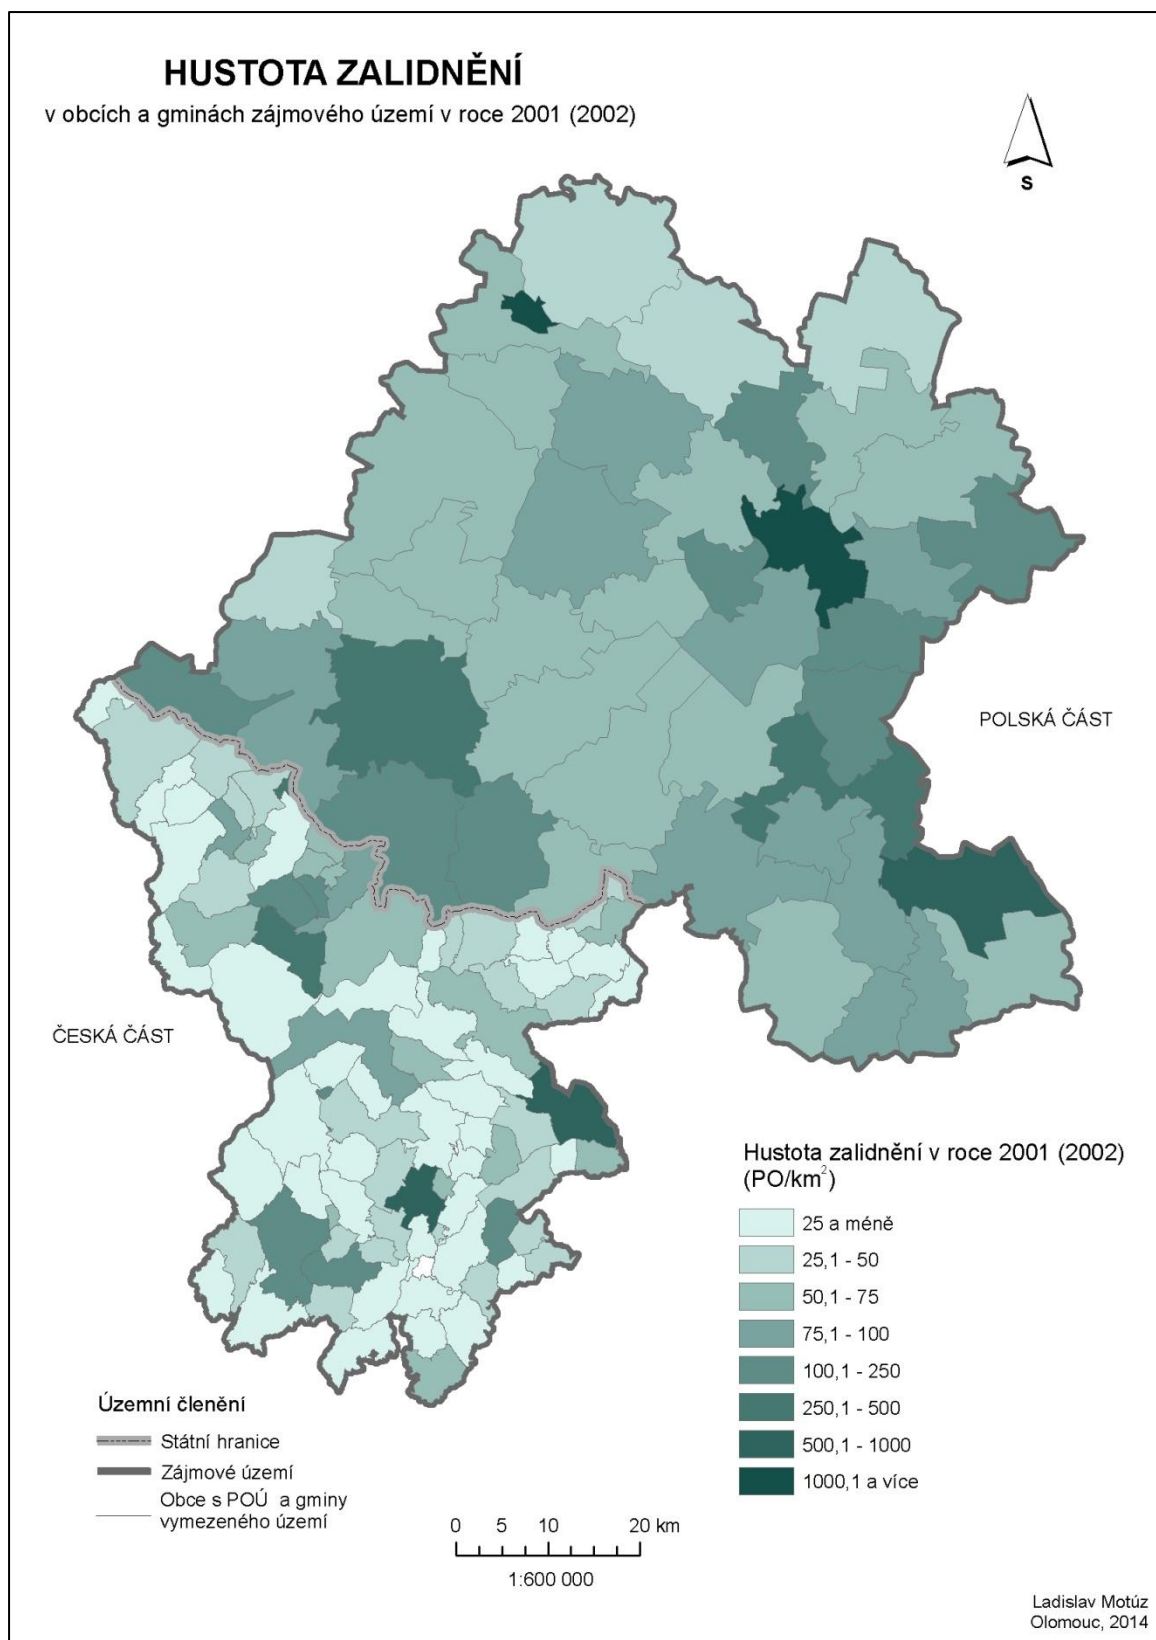 HUSTOTA ZALIDNĚNÍ
v obcích a gminách zájmového území v roce 2001 (2002)
S
POLSKÁ ČÁST
ČESKÁ ČÁST
Hustota zalidnění v roce 2001 (2002)
(PO/km²)
25 a méně
25,1 - 50
50,1 - 75
75,1 - 100
100,1 - 250
250,1 - 500
500,1 - 1000
1000,1 a více
Územní členění
Státní hranice
Zájmové území
Obce s POÚ a gminy
vymezeného území
0 5 10 20 km
1:600 000
Ladislav Motúz
Olomouc, 2014